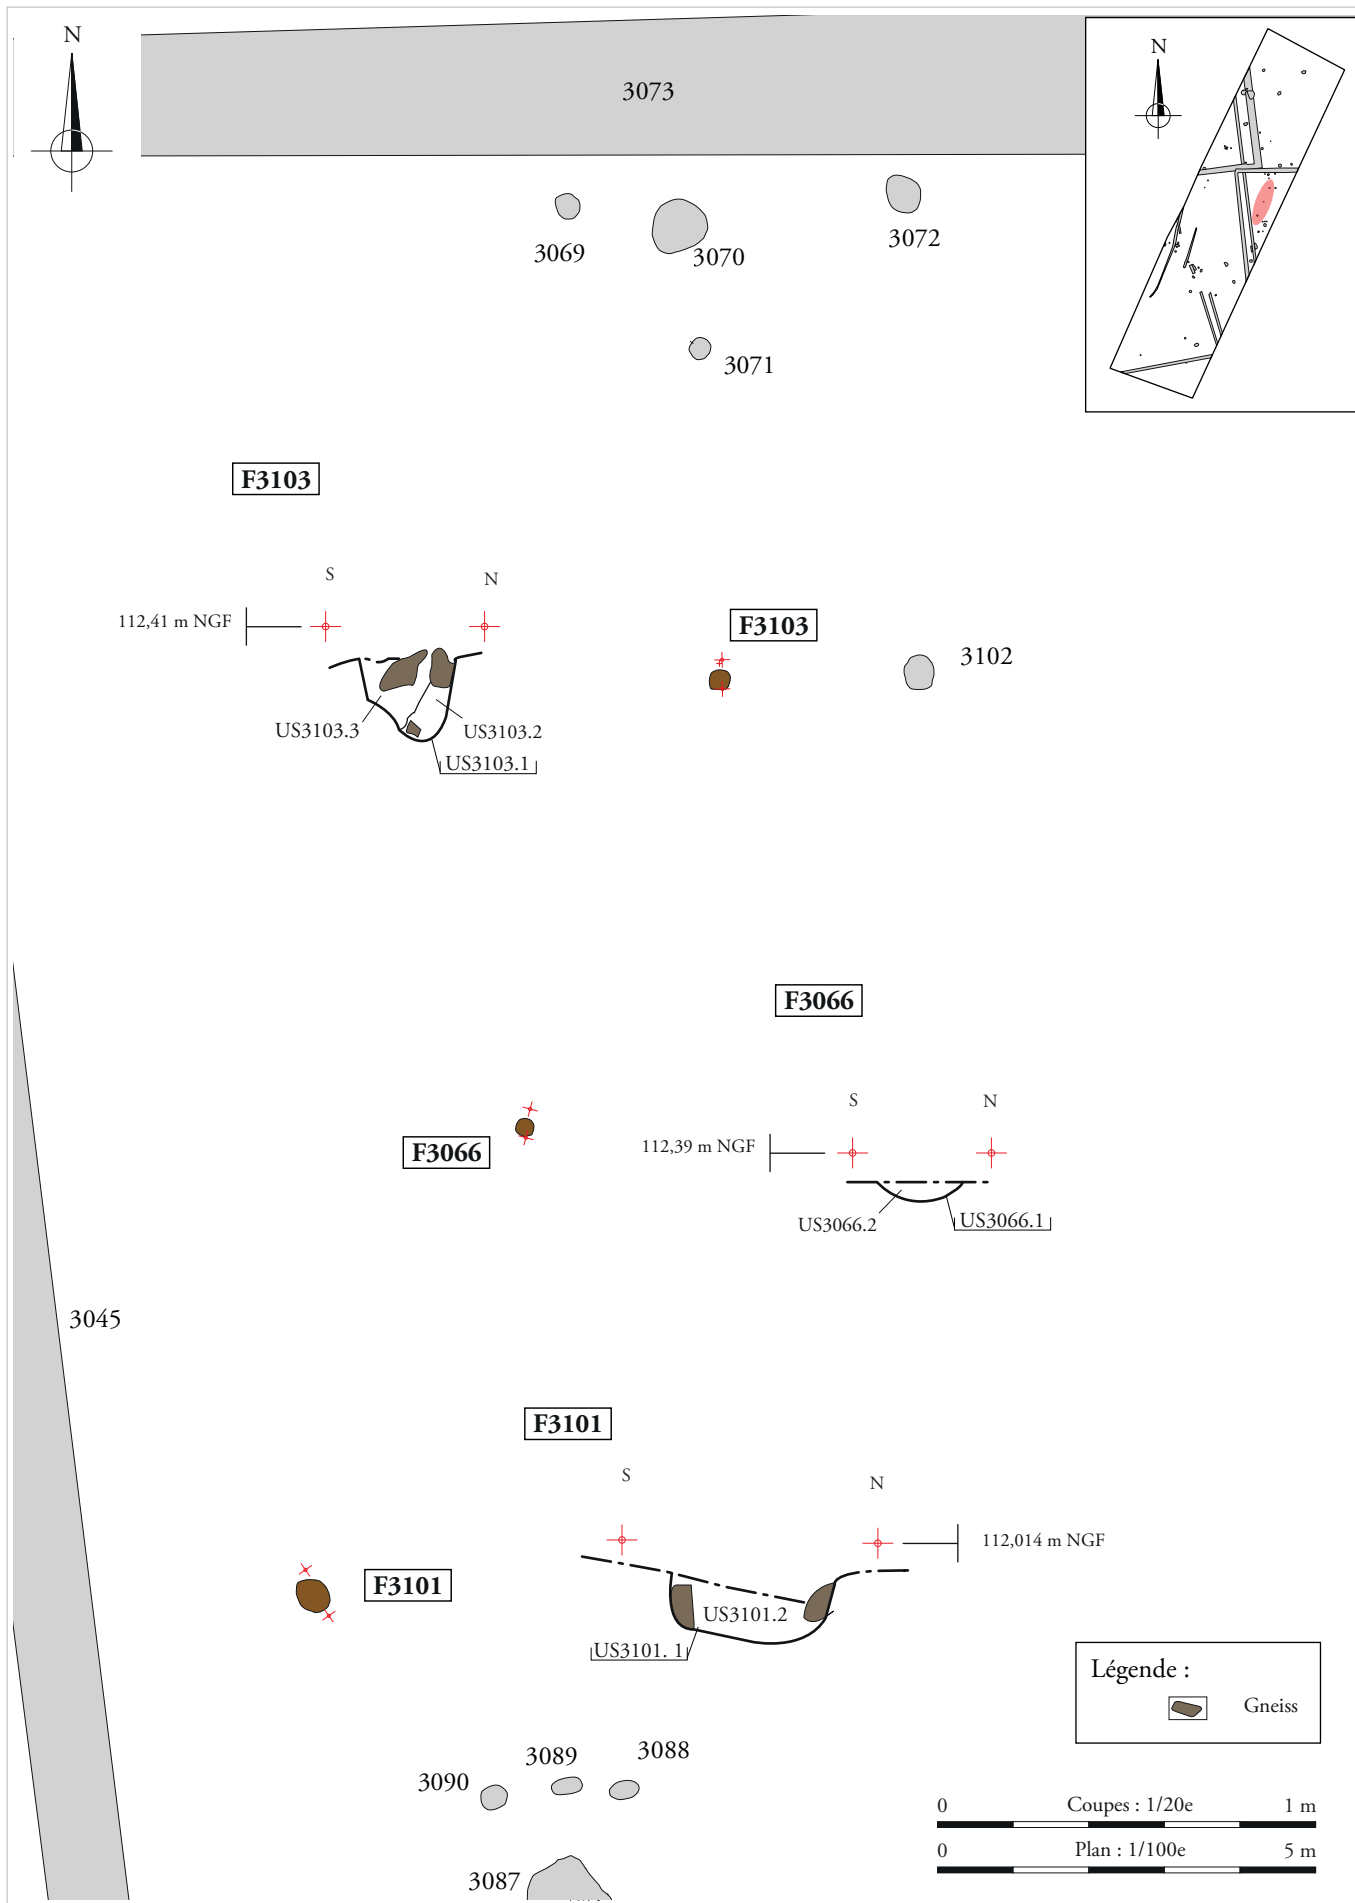 N
3073
N
3069
3070
3072
3071
F3103
S
N
112,41 m NGF
US3103.3
US3103.2
US3103.1
F3103
3102
F3066
S
N
112,39 m NGF
US3066.2
US3066.1
F3066
3045
F3101
S
N
112,014 m NGF
US3101.2
US3101. 1
F3101
Légende :
Gneiss
3090
3089
3088
3087
0 Coupes : 1/20e 1 m
0 Plan : 1/100e 5 m